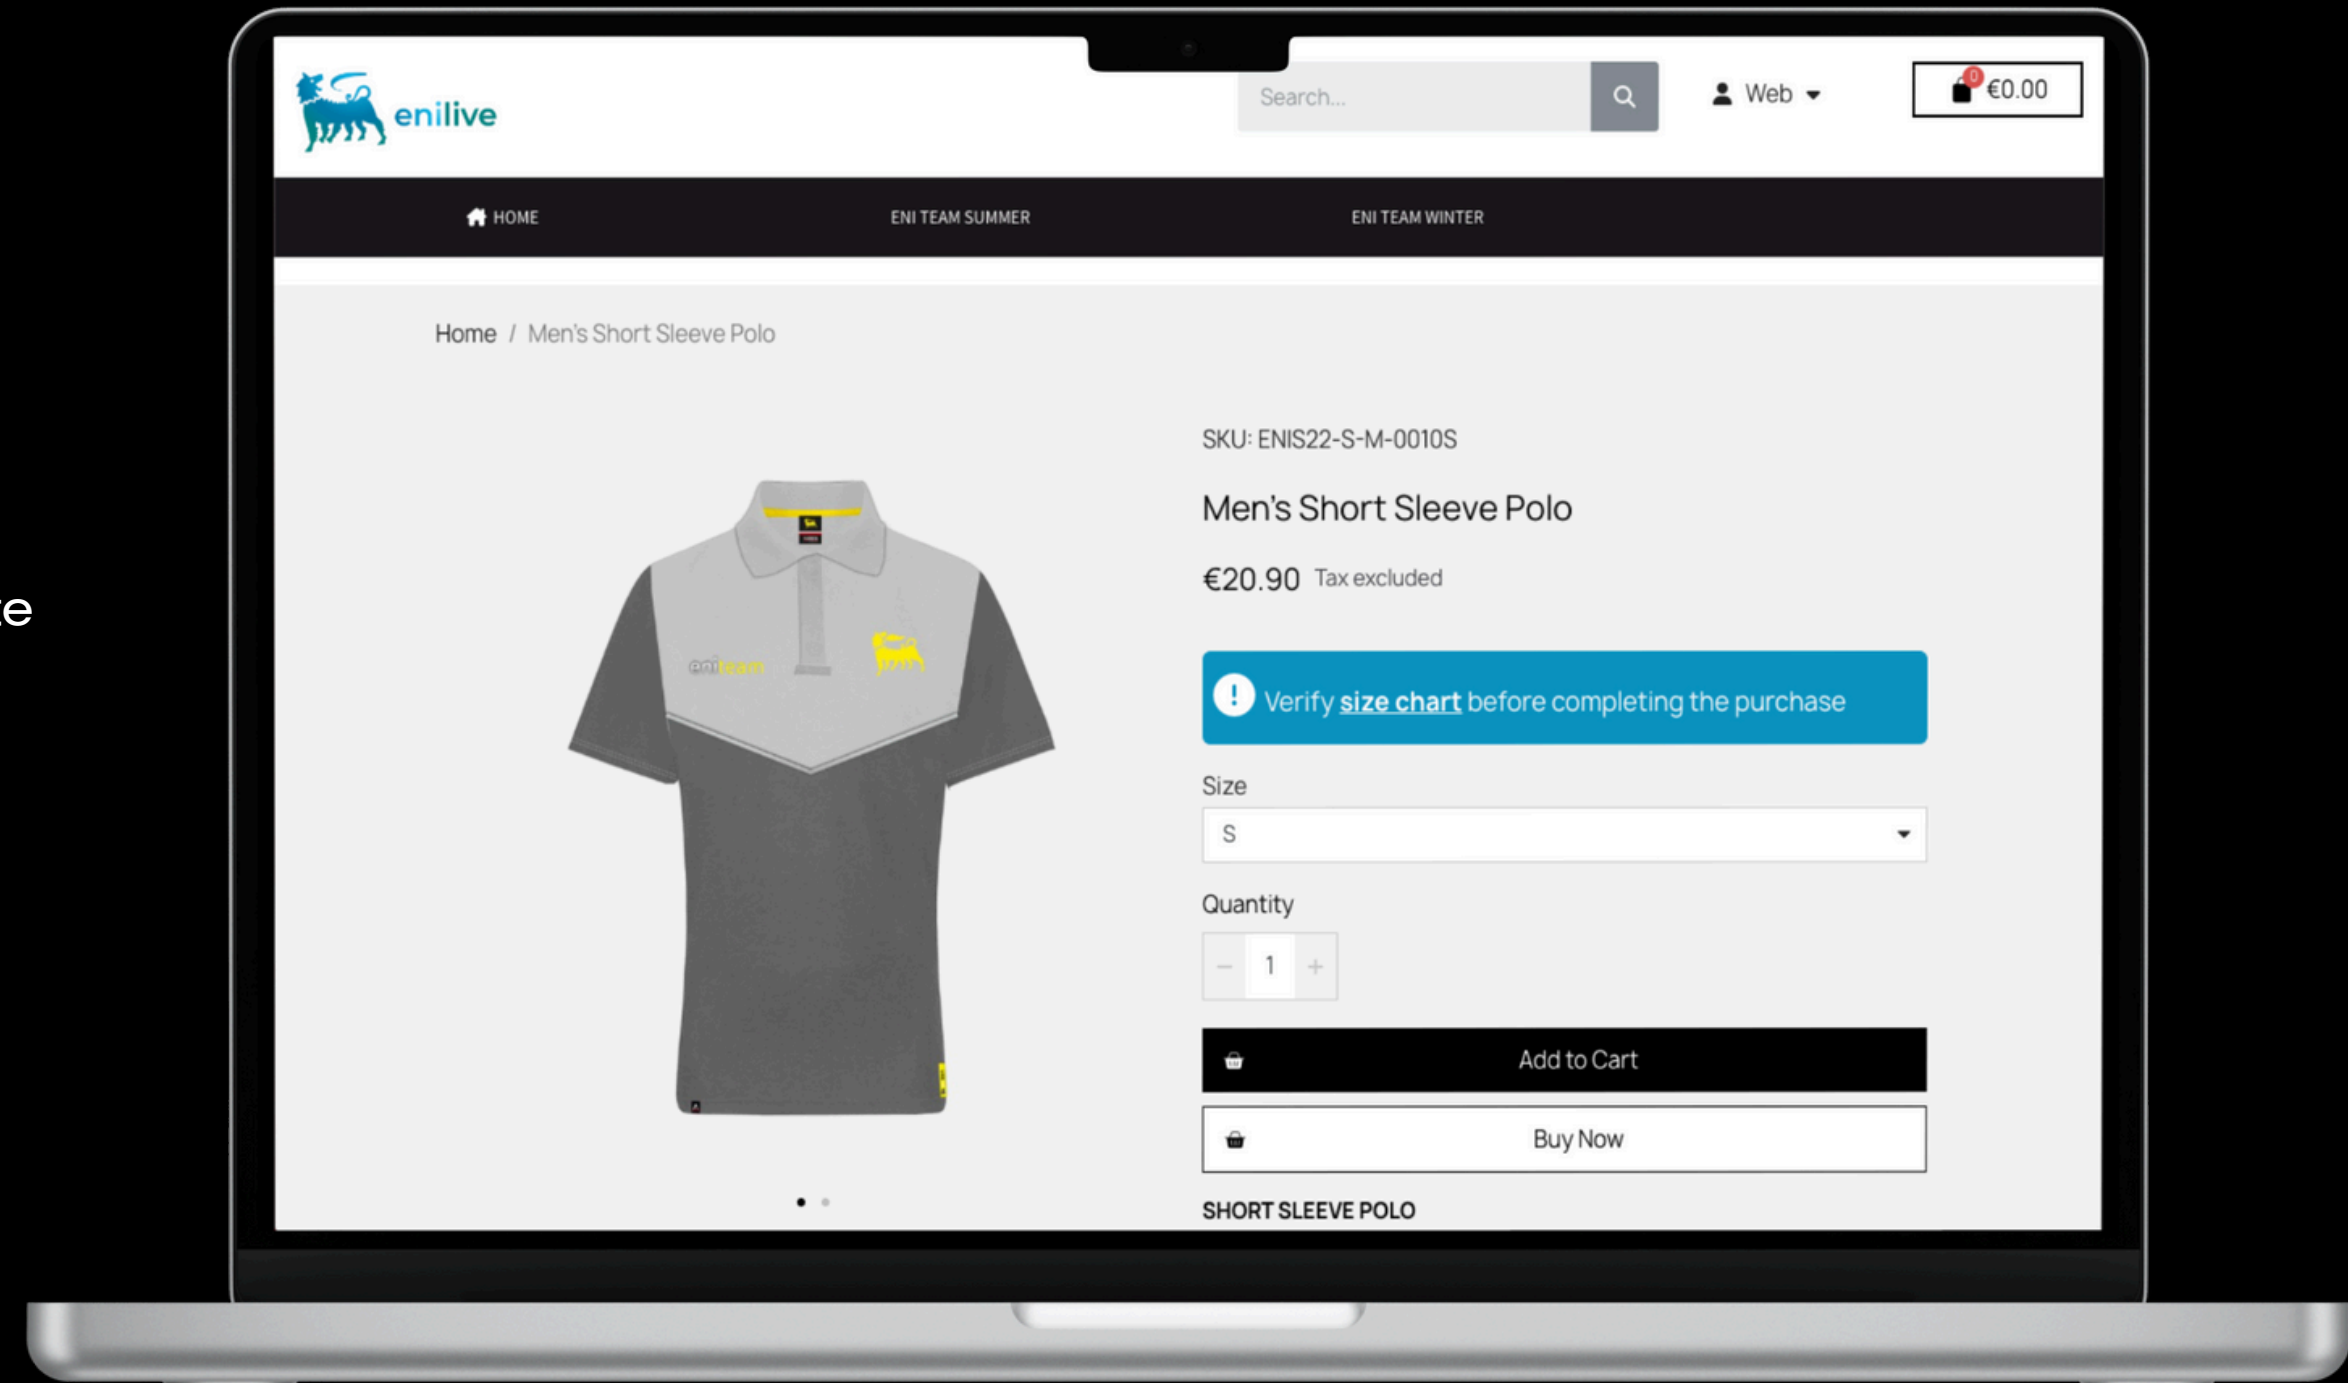 enilive
Search...
Web
0
€0.00
HOME
ENI TEAM SUMMER
ENI TEAM WINTER
Home / Men's Short Sleeve Polo
SKU: ENIS22-S-M-0010S
Men's Short Sleeve Polo
€20.90 Tax excluded
eniteam
! Verify size chart before completing the purchase
Size
S
Quantity
− 1 +
Add to Cart
Buy Now
SHORT SLEEVE POLO